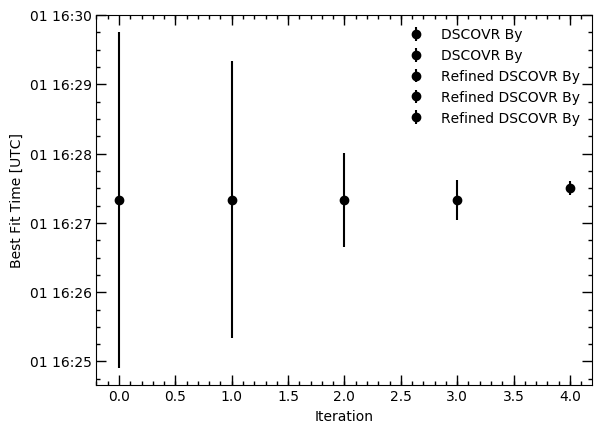 01 16:30
01 16:29
01 16:28
01 16:27
01 16:26
01 16:25
Best Fit Time [UTC]
DSCOVR By
DSCOVR By
Refined DSCOVR By
Refined DSCOVR By
Refined DSCOVR By
0.0 0.5 1.0 1.5 2.0 2.5 3.0 3.5 4.0
Iteration